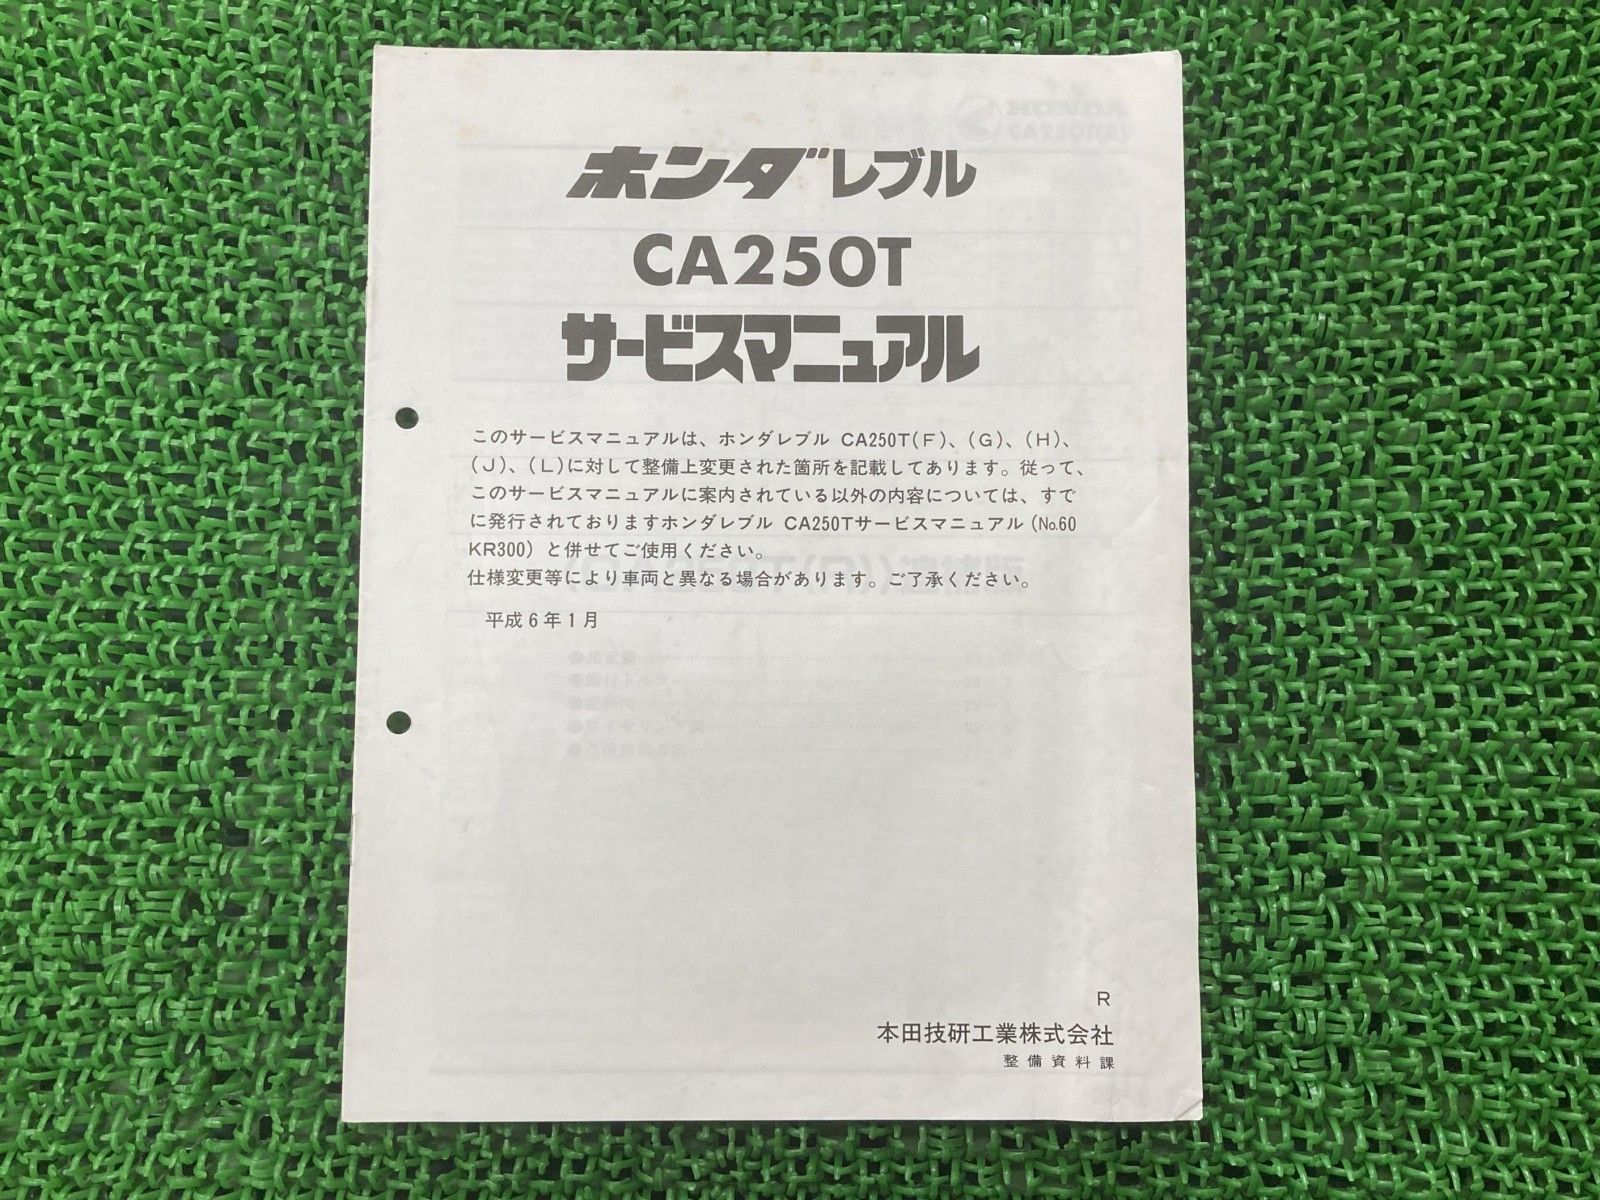 ホンダ レブル
CA250T
サービスマニュアル
このサービスマニュアルは、ホンダレブル CA250T(F)、(G)、(H)、
(J)、(L)に対して整備上変更された箇所を記載してあります。従って、
このサービスマニュアルに案内されている以外の内容については、すで
に発行されておりますホンダレブル CA250Tサービスマニュアル(No.60
KR300)と併せてご使用ください。
仕様変更等により車両と異なる場合があります。ご了承ください。
平成6年1月
R
本田技研工業株式会社
整備資料課